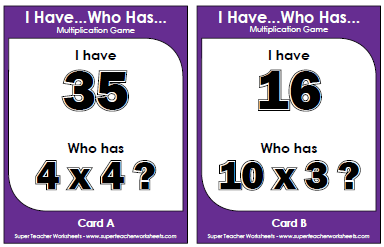 I Have...Who Has...
Multiplication Game
I have
35
Who has
4 x 4 ?
Card A
Super Teacher Worksheets - www.superteacherworksheets.com
I Have...Who Has...
Multiplication Game
I have
16
Who has
10 x 3 ?
Card B
Super Teacher Worksheets - www.superteacherworksheets.com